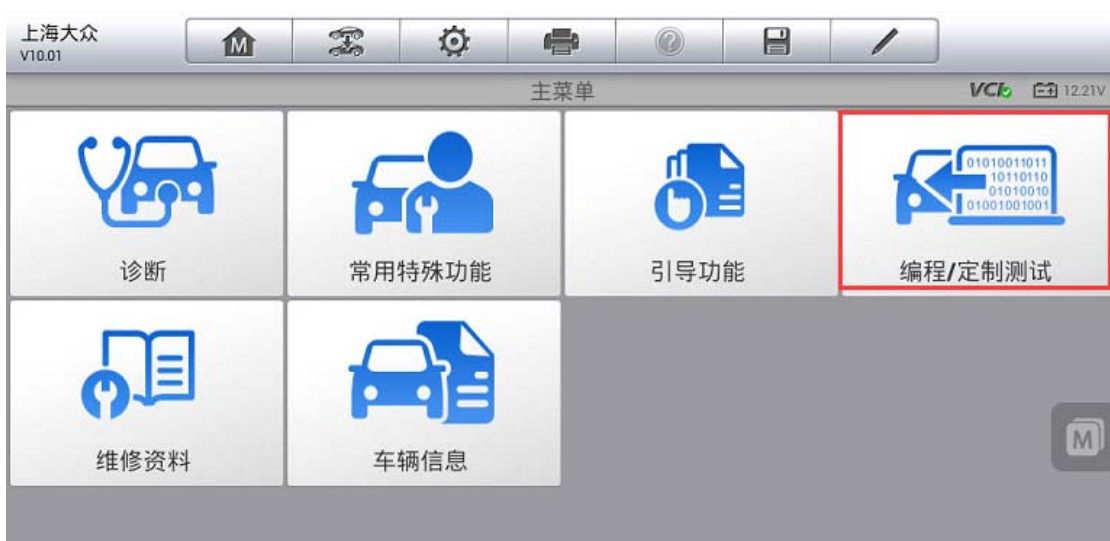 上海大众
V10.01
M
主菜单
VCI
12.21V
01010011011
10110110
01010010
01001001001
诊断
常用特殊功能
引导功能
编程/定制测试
M
维修资料
车辆信息